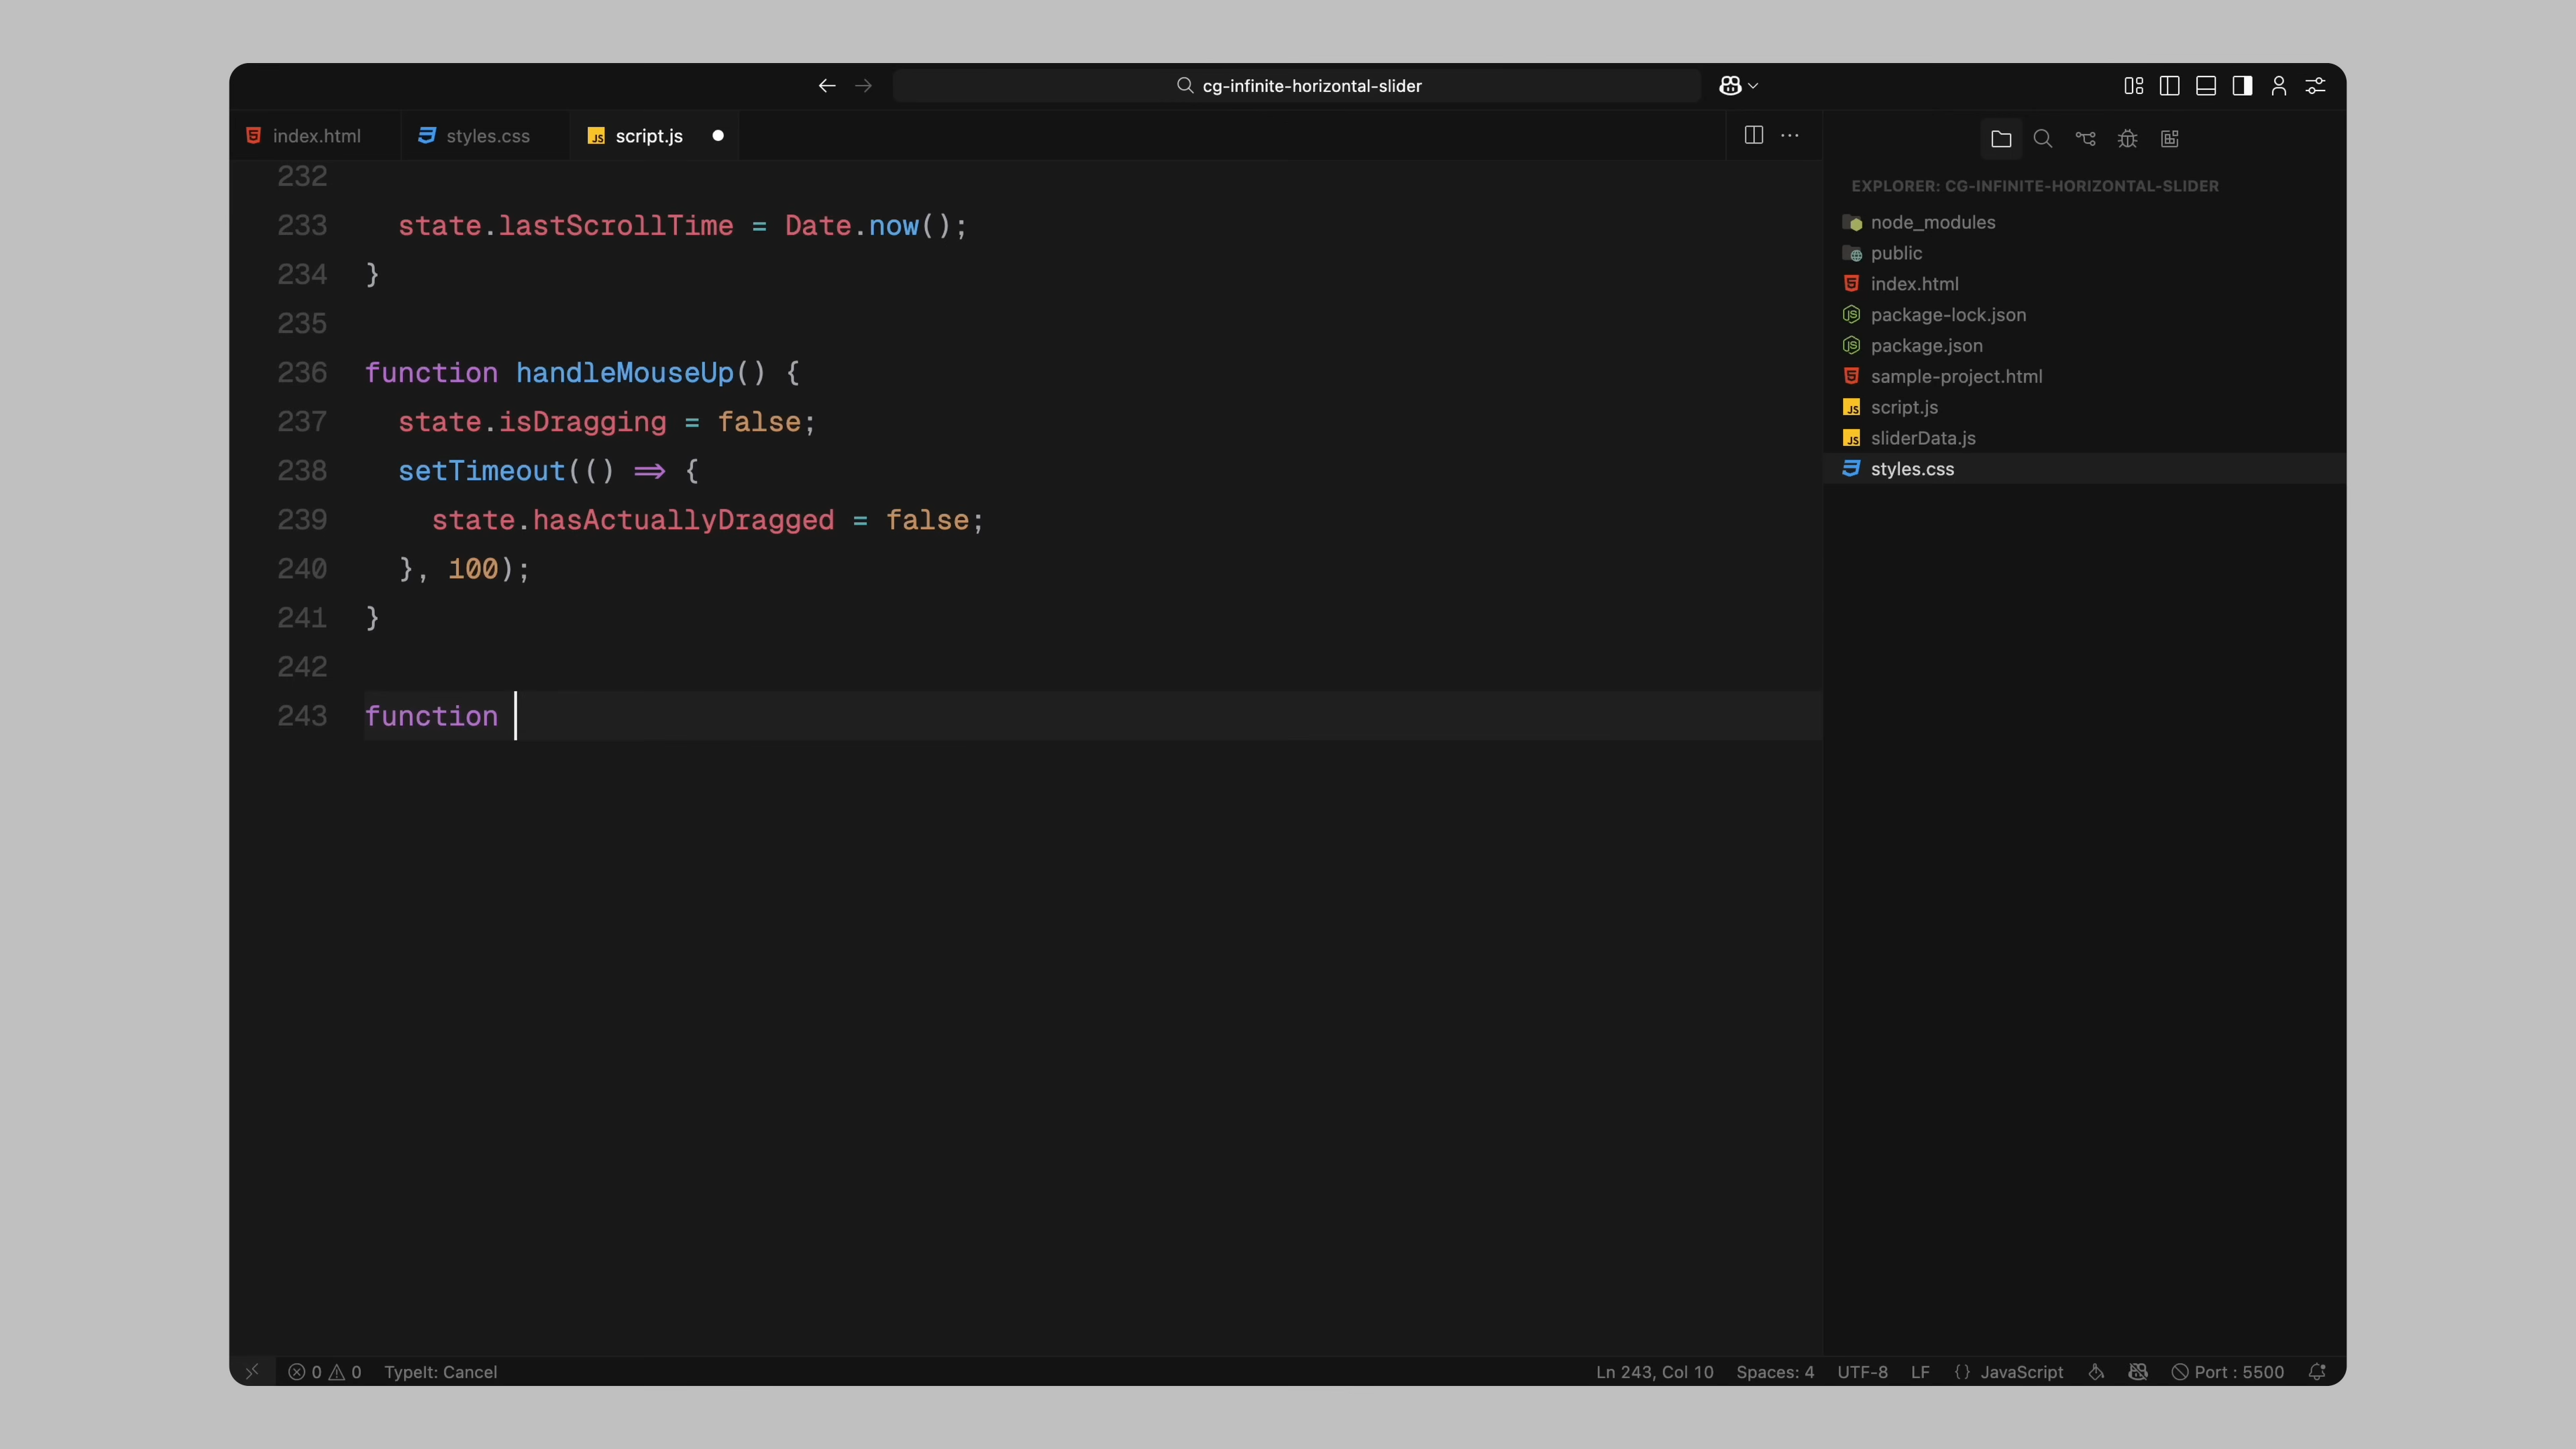 cg-infinite-horizontal-slider
index.html
styles.css
script.js
232
233 state.lastScrollTime = Date.now();
234 }
235
236 function handleMouseUp() {
237 state.isDragging = false;
238 setTimeout(() => {
239 state.hasActuallyDragged = false;
240 }, 100);
241 }
242
243 function
EXPLORER: CG-INFINITE-HORIZONTAL-SLIDER
node_modules
public
index.html
package-lock.json
package.json
sample-project.html
script.js
sliderData.js
styles.css
0 0 TypeIt: Cancel
Ln 243, Col 10 Spaces: 4 UTF-8 LF {} JavaScript Port : 5500